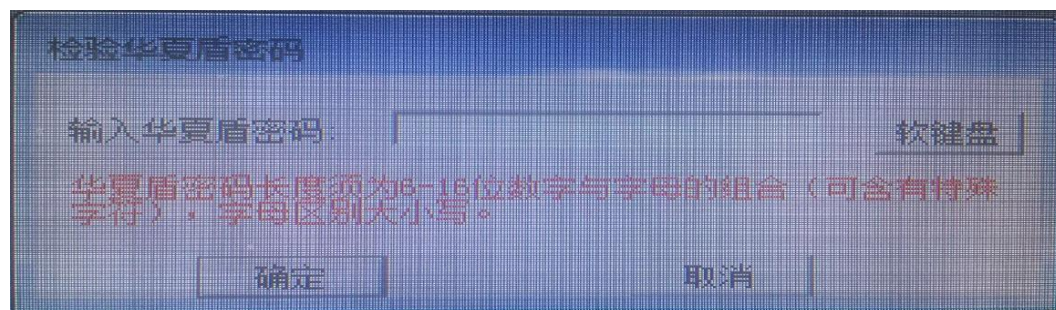 检验华夏盾密码
输入华夏盾密码: 软键盘
华夏盾密码长度须为6-16位数字与字母的组合（可含有特殊
字符），字母区别大小写。
确定 取消